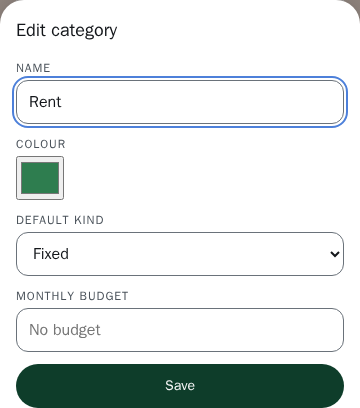 Edit category
NAME
Rent
COLOUR
DEFAULT KIND
Fixed
MONTHLY BUDGET
No budget
Save